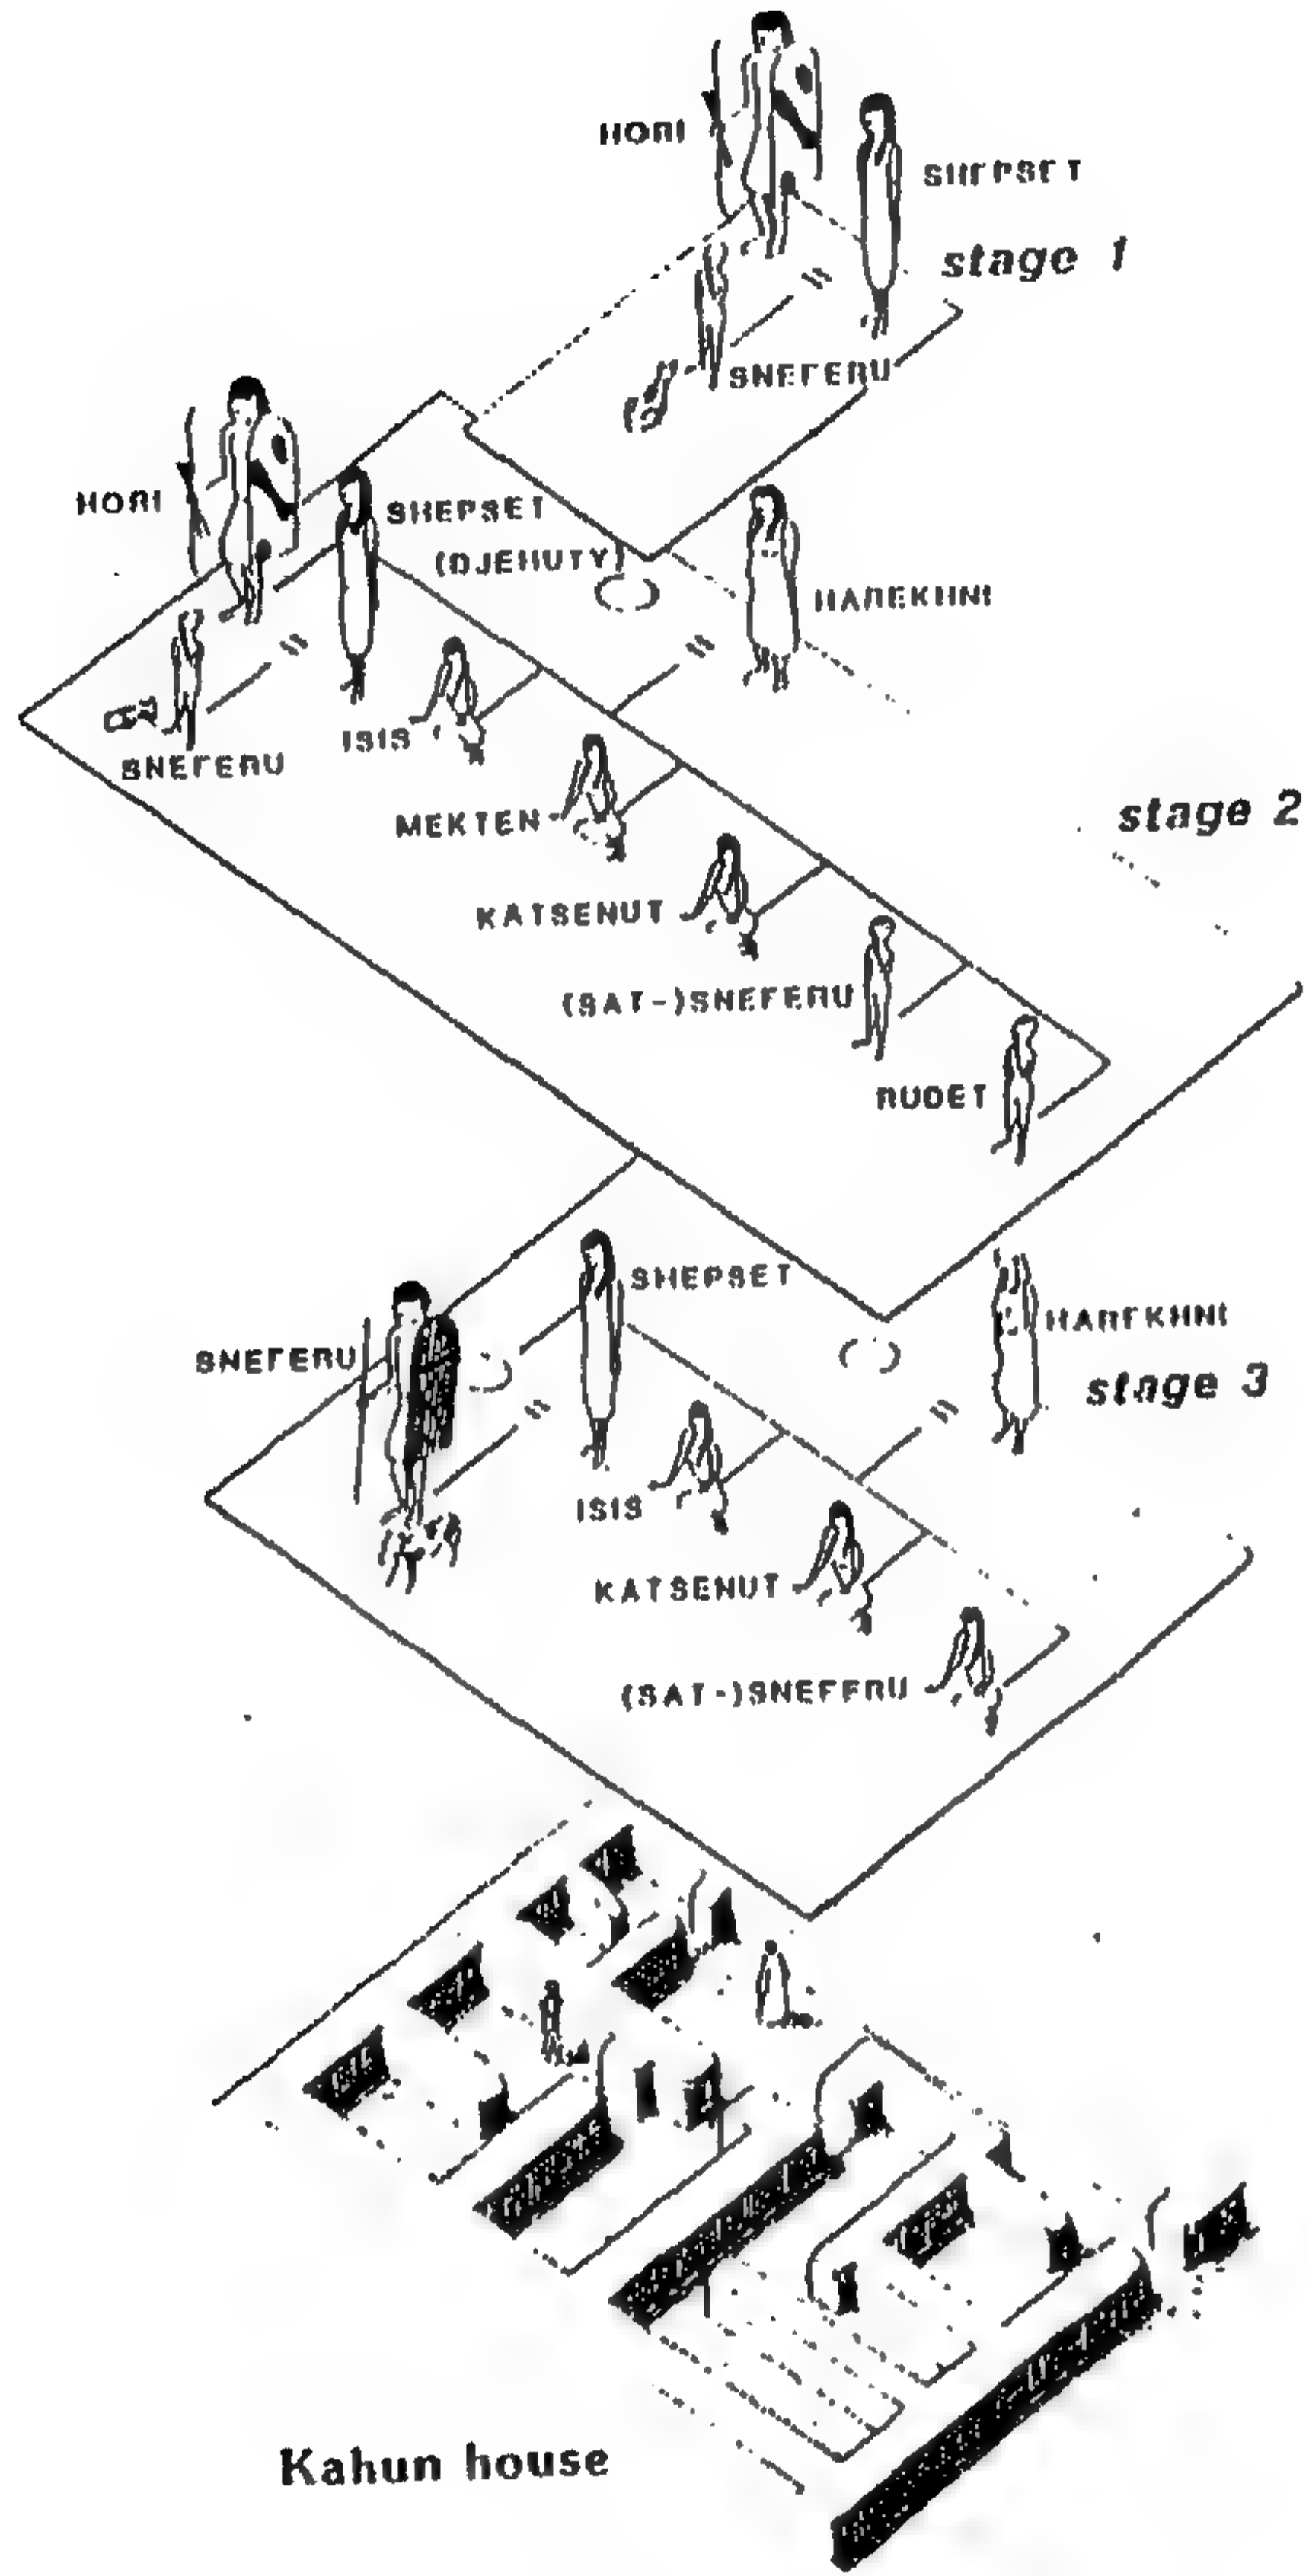 HORI
SHEPSET
stage 1
SNEFERU
HORI
SHEPSET
(DJEHUTY)
HAREKHNI
SNEFERU
ISIS
stage 2
MEKTEN
KATSENUT
(SAT-)SNEFERU
RUDET
SHEPSET
HAREKHNI
SNEFERU
stage 3
ISIS
KATSENUT
(SAT-)SNEFERU
Kahun house